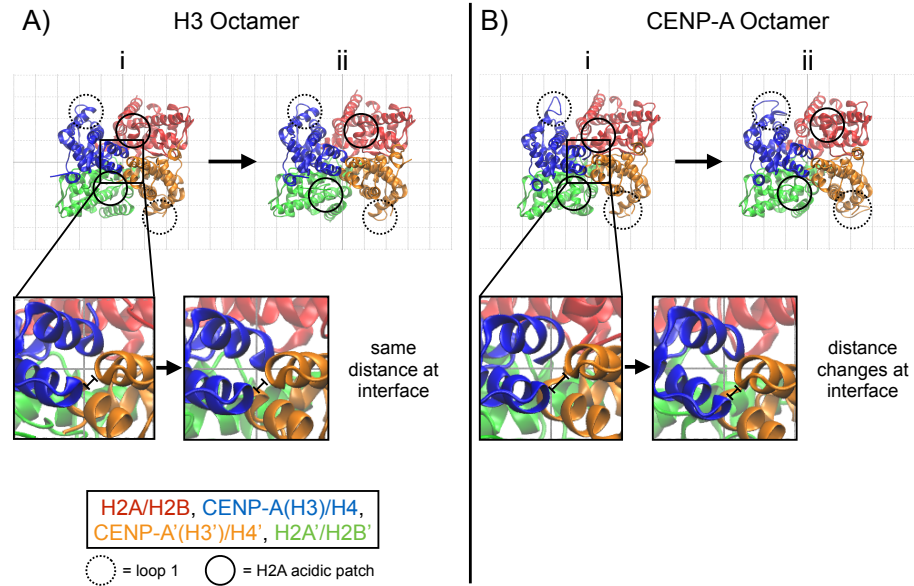 A)
H3 Octamer
i
ii
same
distance at
interface
B)
CENP-A Octamer
i
ii
distance
changes at
interface
H2A/H2B, CENP-A(H3)/H4,
CENP-A'(H3')/H4', H2A'/H2B'
= loop 1
= H2A acidic patch